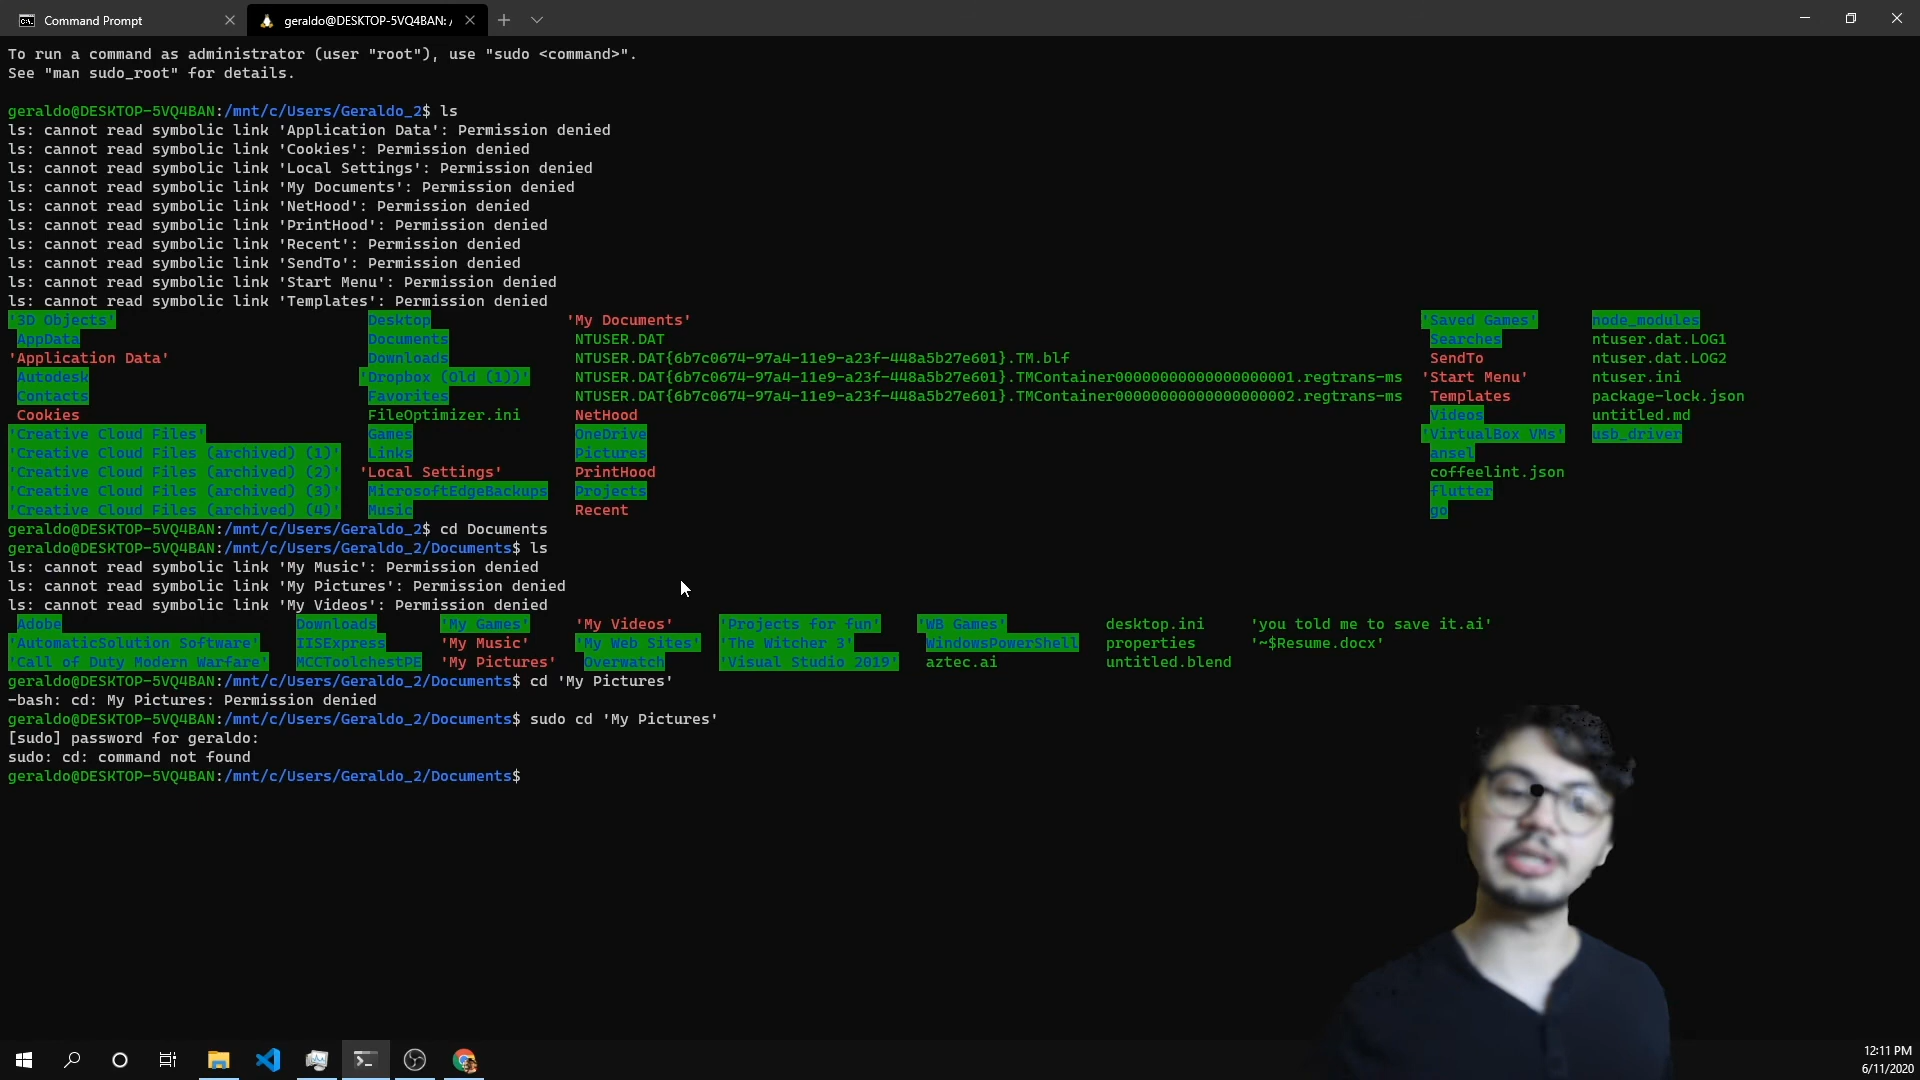 Command Prompt
geraldo@DESKTOP-5VQ4BAN: /
To run a command as administrator (user "root"), use "sudo <command>".
See "man sudo_root" for details.
geraldo@DESKTOP-5VQ4BAN:/mnt/c/Users/Geraldo_2$ ls
ls: cannot read symbolic link 'Application Data': Permission denied
ls: cannot read symbolic link 'Cookies': Permission denied
ls: cannot read symbolic link 'Local Settings': Permission denied
ls: cannot read symbolic link 'My Documents': Permission denied
ls: cannot read symbolic link 'NetHood': Permission denied
ls: cannot read symbolic link 'PrintHood': Permission denied
ls: cannot read symbolic link 'Recent': Permission denied
ls: cannot read symbolic link 'SendTo': Permission denied
ls: cannot read symbolic link 'Start Menu': Permission denied
ls: cannot read symbolic link 'Templates': Permission denied
'3D Objects' Desktop 'My Documents' 'Saved Games' node_modules
AppData Documents NTUSER.DAT Searches ntuser.dat.LOG1
'Application Data' Downloads NTUSER.DAT{6b7c0674-97a4-11e9-a23f-448a5b27e601}.TM.blf SendTo ntuser.dat.LOG2
Autodesk 'Dropbox (Old (1))' NTUSER.DAT{6b7c0674-97a4-11e9-a23f-448a5b27e601}.TMContainer00000000000000000001.regtrans-ms 'Start Menu' ntuser.ini
Contacts Favorites NTUSER.DAT{6b7c0674-97a4-11e9-a23f-448a5b27e601}.TMContainer00000000000000000002.regtrans-ms Templates package-lock.json
Cookies FileOptimizer.ini NetHood Videos untitled.md
'Creative Cloud Files' Games OneDrive 'VirtualBox VMs' usb_driver
'Creative Cloud Files (archived) (1)' Links Pictures ansel
'Creative Cloud Files (archived) (2)' 'Local Settings' PrintHood coffeelint.json
'Creative Cloud Files (archived) (3)' MicrosoftEdgeBackups Projects flutter
'Creative Cloud Files (archived) (4)' Music Recent go
geraldo@DESKTOP-5VQ4BAN:/mnt/c/Users/Geraldo_2$ cd Documents
geraldo@DESKTOP-5VQ4BAN:/mnt/c/Users/Geraldo_2/Documents$ ls
ls: cannot read symbolic link 'My Music': Permission denied
ls: cannot read symbolic link 'My Pictures': Permission denied
ls: cannot read symbolic link 'My Videos': Permission denied
Adobe Downloads 'My Games' 'My Videos' 'Projects for fun' 'WB Games' desktop.ini 'you told me to save it.ai'
'AutomaticSolution Software' IISExpress 'My Music' 'My Web Sites' 'The Witcher 3' WindowsPowerShell properties '~$Resume.docx'
'Call of Duty Modern Warfare' MCCToolchestPE 'My Pictures' Overwatch 'Visual Studio 2019' aztec.ai untitled.blend
geraldo@DESKTOP-5VQ4BAN:/mnt/c/Users/Geraldo_2/Documents$ cd 'My Pictures'
-bash: cd: My Pictures: Permission denied
geraldo@DESKTOP-5VQ4BAN:/mnt/c/Users/Geraldo_2/Documents$ sudo cd 'My Pictures'
[sudo] password for geraldo:
sudo: cd: command not found
geraldo@DESKTOP-5VQ4BAN:/mnt/c/Users/Geraldo_2/Documents$
12:11 PM
6/11/2020